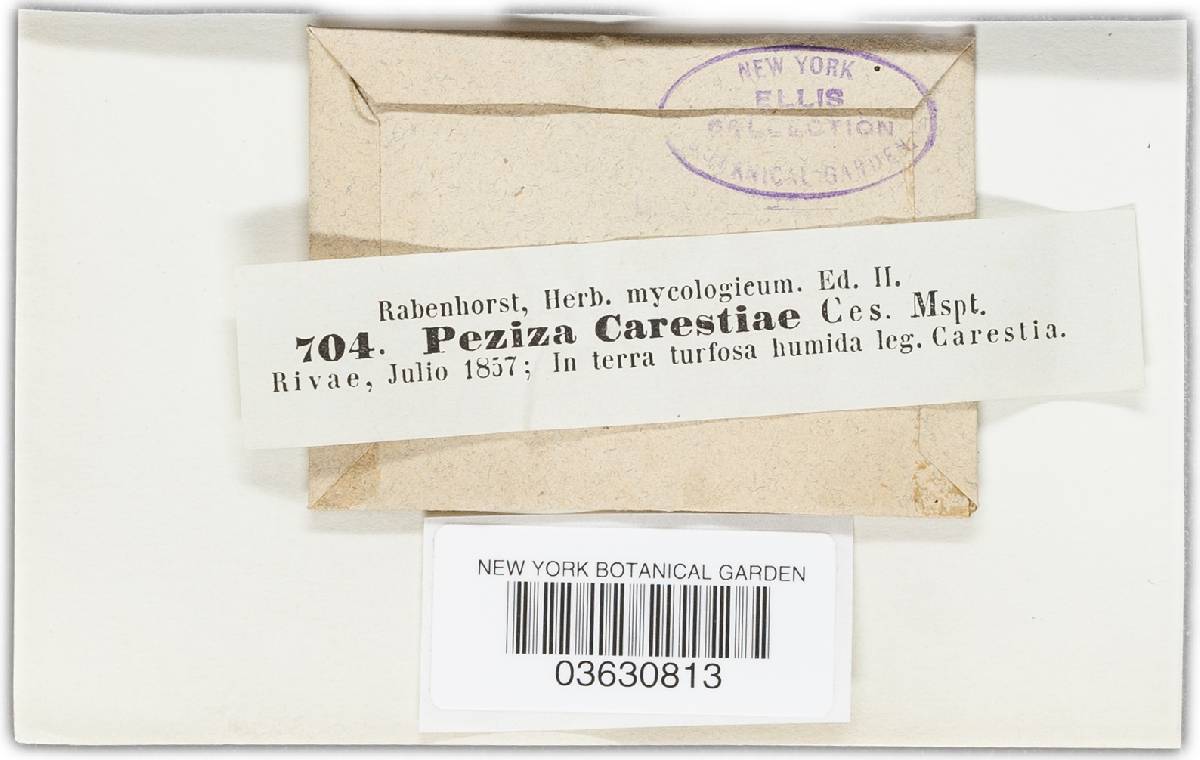 NEW YORK
ELLIS
COLLECTION
BOTANICAL GARDEN.
Rabenhorst, Herb. mycologicum. Ed. II.
704. Peziza Carestiae Ces. Mspt.
Rivae, Julio 1857; In terra turfosa humida leg. Carestia.
NEW YORK BOTANICAL GARDEN
03630813